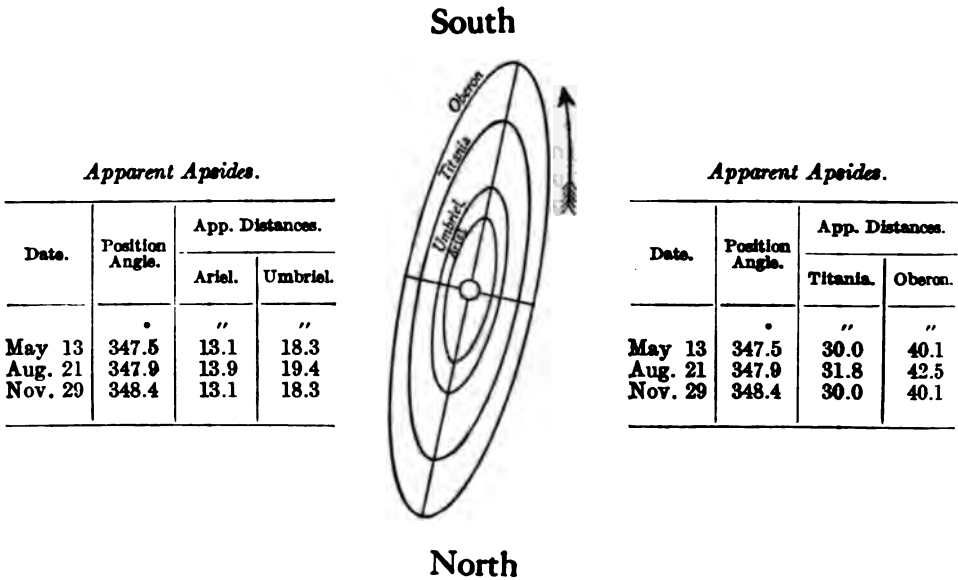 South
Oberon
Titania
Umbriel
Ariel
Apparent Apsides.
Date. Position Angle. App. Distances.
Ariel. Umbriel.
° ″ ″
May 13 347.5 13.1 18.3
Aug. 21 347.9 13.9 19.4
Nov. 29 348.4 13.1 18.3
Apparent Apsides.
Date. Position Angle. App. Distances.
Titania. Oberon.
° ″ ″
May 13 347.5 30.0 40.1
Aug. 21 347.9 31.8 42.5
Nov. 29 348.4 30.0 40.1
North